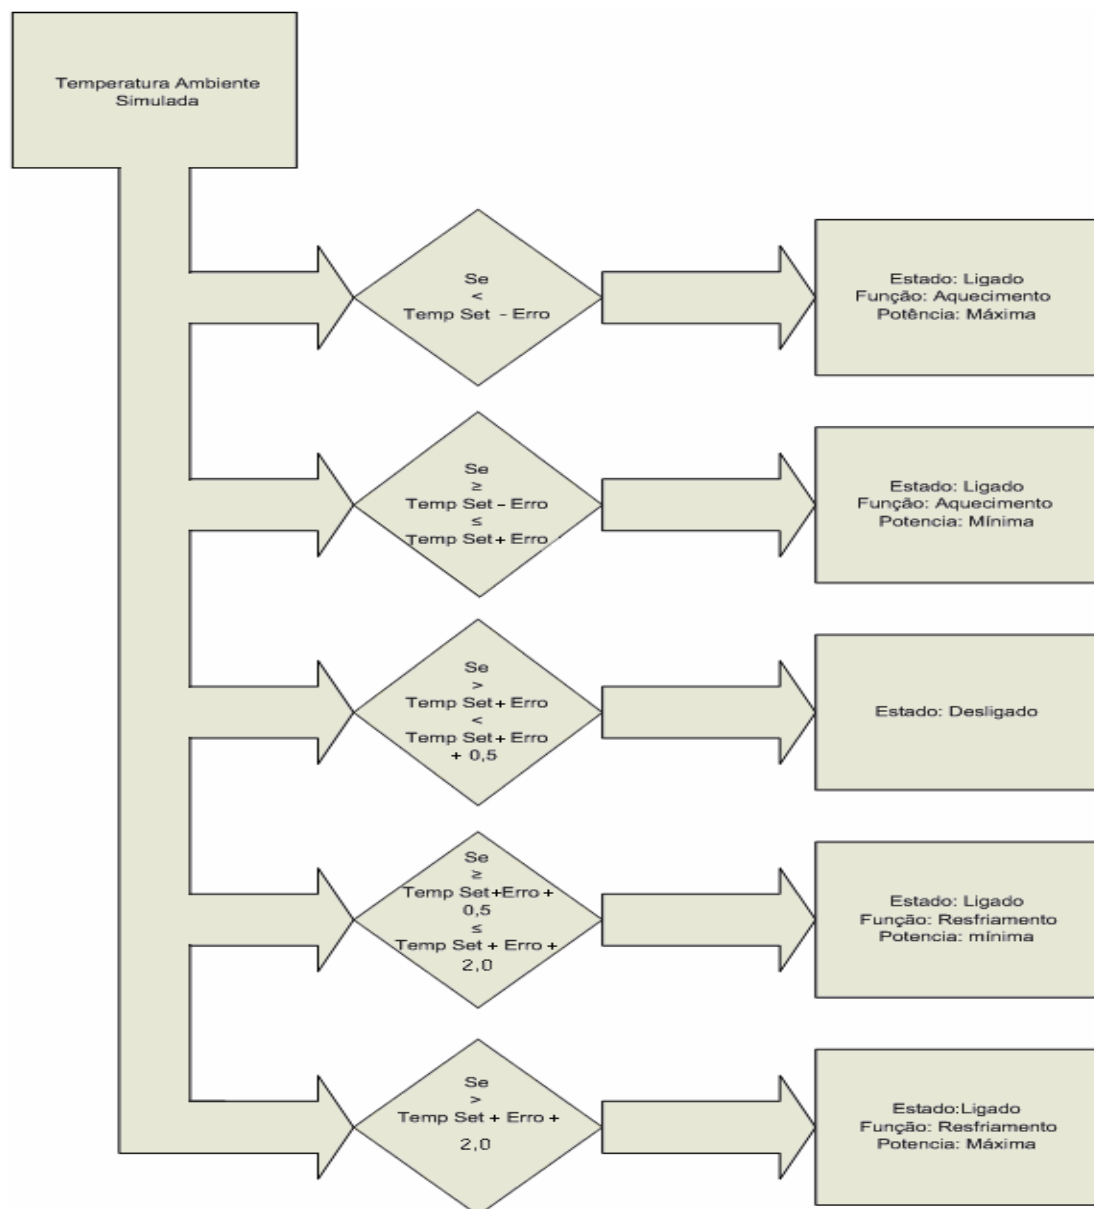 Temperatura Ambiente
Simulada
Se
<
Temp Set - Erro
Estado: Ligado
Função: Aquecimento
Potência: Máxima
Se
≥
Temp Set - Erro
≤
Temp Set + Erro
Estado: Ligado
Função: Aquecimento
Potencia: Mínima
Se
>
Temp Set + Erro
<
Temp Set + Erro
+ 0,5
Estado: Desligado
Se
≥
Temp Set+Erro +
0,5
≤
Temp Set + Erro +
2,0
Estado: Ligado
Função: Resfriamento
Potencia: mínima
Se
>
Temp Set + Erro +
2,0
Estado:Ligado
Função: Resfriamento
Potencia: Máxima